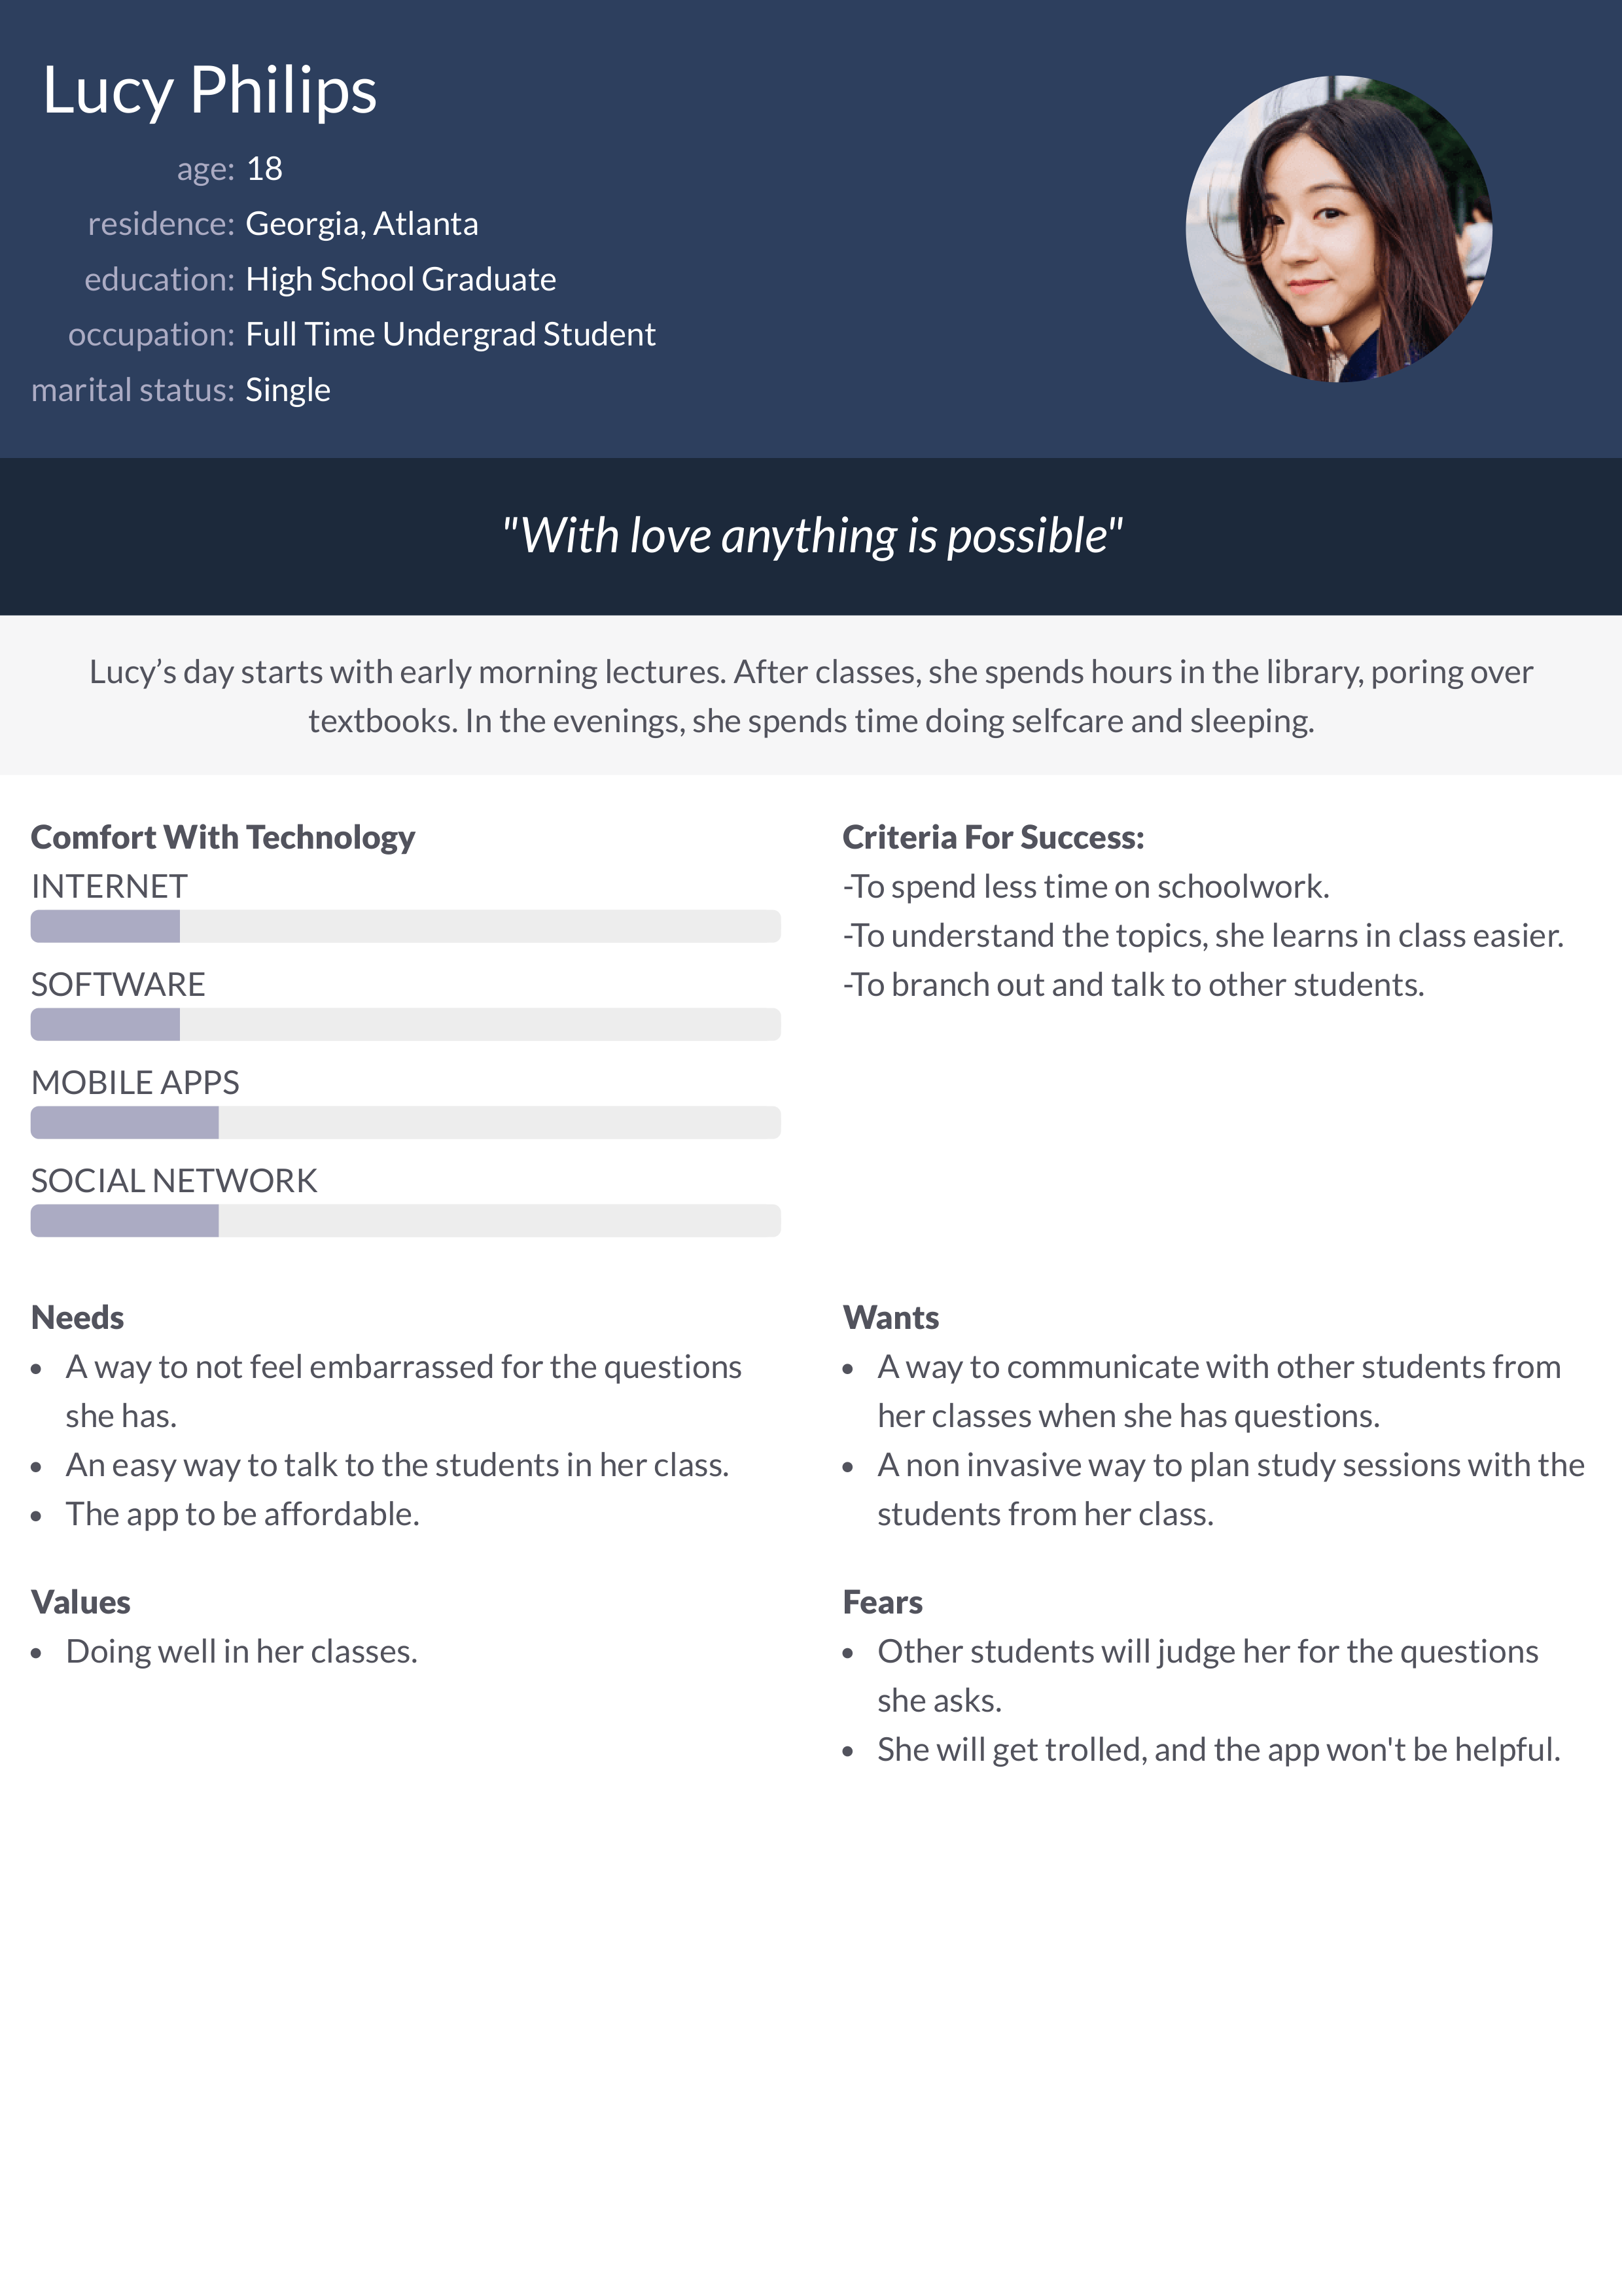 Lucy Philips
age: 18
residence: Georgia, Atlanta
education: High School Graduate
occupation: Full Time Undergrad Student
marital status: Single
"With love anything is possible"
Lucy’s day starts with early morning lectures. After classes, she spends hours in the library, poring over
textbooks. In the evenings, she spends time doing selfcare and sleeping.
Comfort With Technology
INTERNET
SOFTWARE
MOBILE APPS
SOCIAL NETWORK
Criteria For Success:
-To spend less time on schoolwork.
-To understand the topics, she learns in class easier.
-To branch out and talk to other students.
Needs
• A way to not feel embarrassed for the questions
she has.
• An easy way to talk to the students in her class.
• The app to be affordable.
Wants
• A way to communicate with other students from
her classes when she has questions.
• A non invasive way to plan study sessions with the
students from her class.
Values
• Doing well in her classes.
Fears
• Other students will judge her for the questions
she asks.
• She will get trolled, and the app won't be helpful.